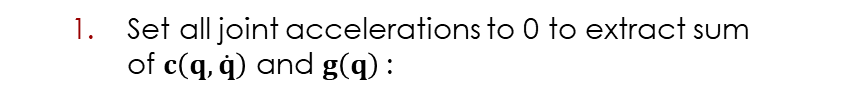 1. Set all joint accelerations to 0 to extract sum
of c(q, q̇) and g(q) :